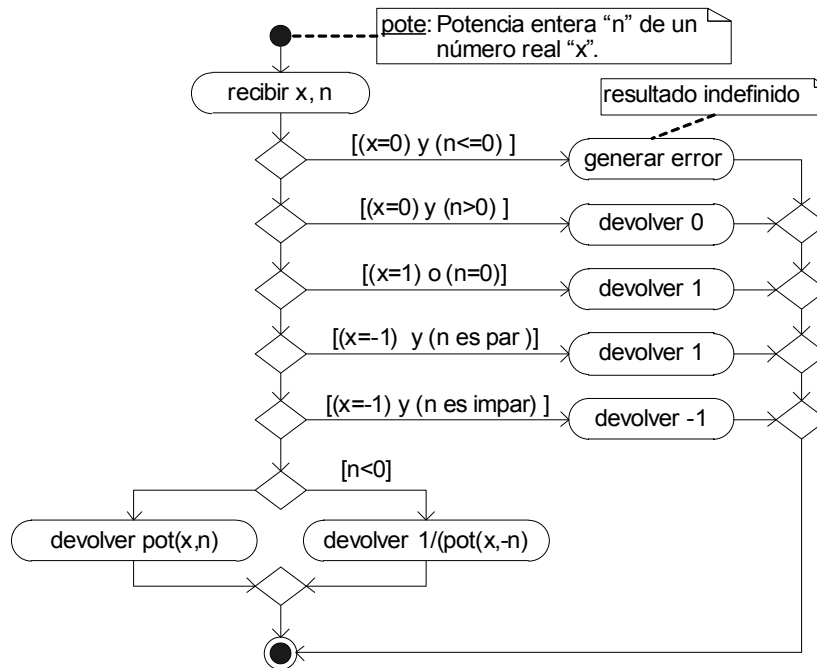 pote: Potencia entera “n” de un
número real “x”.
recibir x, n
resultado indefinido
[(x=0) y (n<=0) ]
generar error
[(x=0) y (n>0) ]
devolver 0
[(x=1) o (n=0)]
devolver 1
[(x=-1) y (n es par )]
devolver 1
[(x=-1) y (n es impar) ]
devolver -1
[n<0]
devolver pot(x,n)
devolver 1/(pot(x,-n)